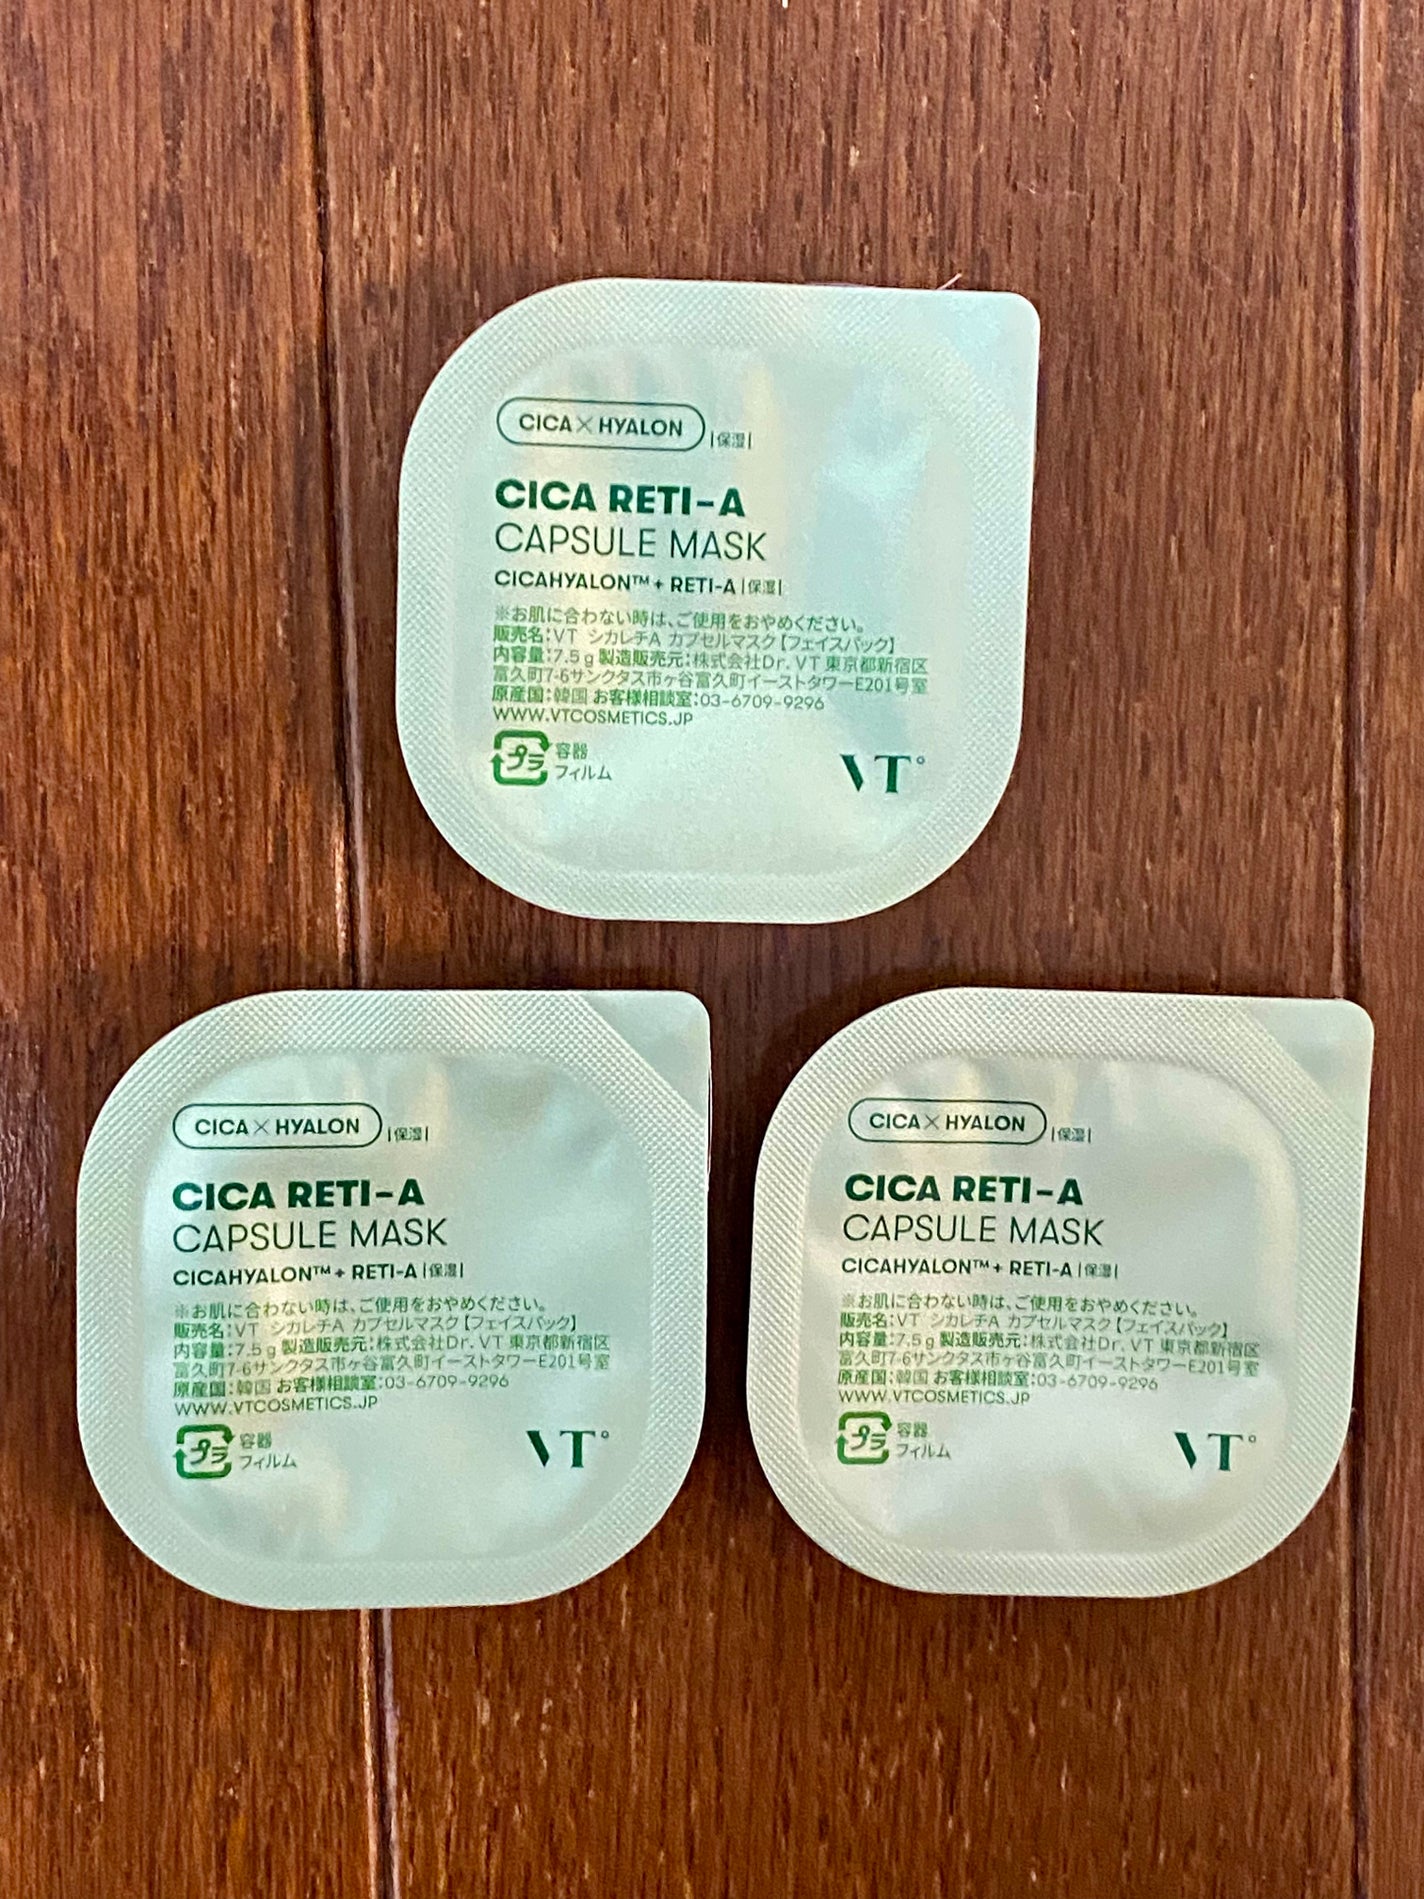 CICA×HYALON |保湿|
CICA RETI-A
CAPSULE MASK
CICAHYALON™+ RETI-A |保湿|
※お肌に合わない時は、ご使用をおやめください。
販売名:VT シカレチA カプセルマスク【フェイスパック】
内容量:7.5g 製造販売元:株式会社Dr.VT 東京都新宿区
富久町7-6サンクタス市ヶ谷富久町イーストタワーE201号室
原産国:韓国 お客様相談室:03-6709-9296
WWW.VTCOSMETICS.JP
プラ 容器
フィルム
VT°
CICA×HYALON |保湿|
CICA RETI-A
CAPSULE MASK
CICAHYALON™+ RETI-A |保湿|
※お肌に合わない時は、ご使用をおやめください。
販売名:VT シカレチA カプセルマスク【フェイスパック】
内容量:7.5g 製造販売元:株式会社Dr.VT 東京都新宿区
富久町7-6サンクタス市ヶ谷富久町イーストタワーE201号室
原産国:韓国 お客様相談室:03-6709-9296
WWW.VTCOSMETICS.JP
プラ 容器
フィルム
VT°
CICA×HYALON |保湿|
CICA RETI-A
CAPSULE MASK
CICAHYALON™+ RETI-A |保湿|
※お肌に合わない時は、ご使用をおやめください。
販売名:VT シカレチA カプセルマスク【フェイスパック】
内容量:7.5g 製造販売元:株式会社Dr.VT 東京都新宿区
富久町7-6サンクタス市ヶ谷富久町イーストタワーE201号室
原産国:韓国 お客様相談室:03-6709-9296
WWW.VTCOSMETICS.JP
プラ 容器
フィルム
VT°